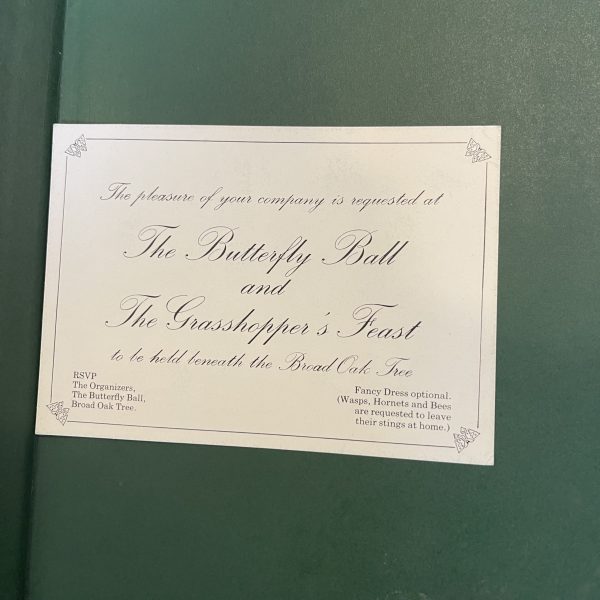 The pleasure of your company is requested at
The Butterfly Ball
and
The Grasshopper's Feast
to be held beneath the Broad Oak Tree
RSVP
The Organizers,
The Butterfly Ball,
Broad Oak Tree.
Fancy Dress optional.
(Wasps, Hornets and Bees
are requested to leave
their stings at home.)